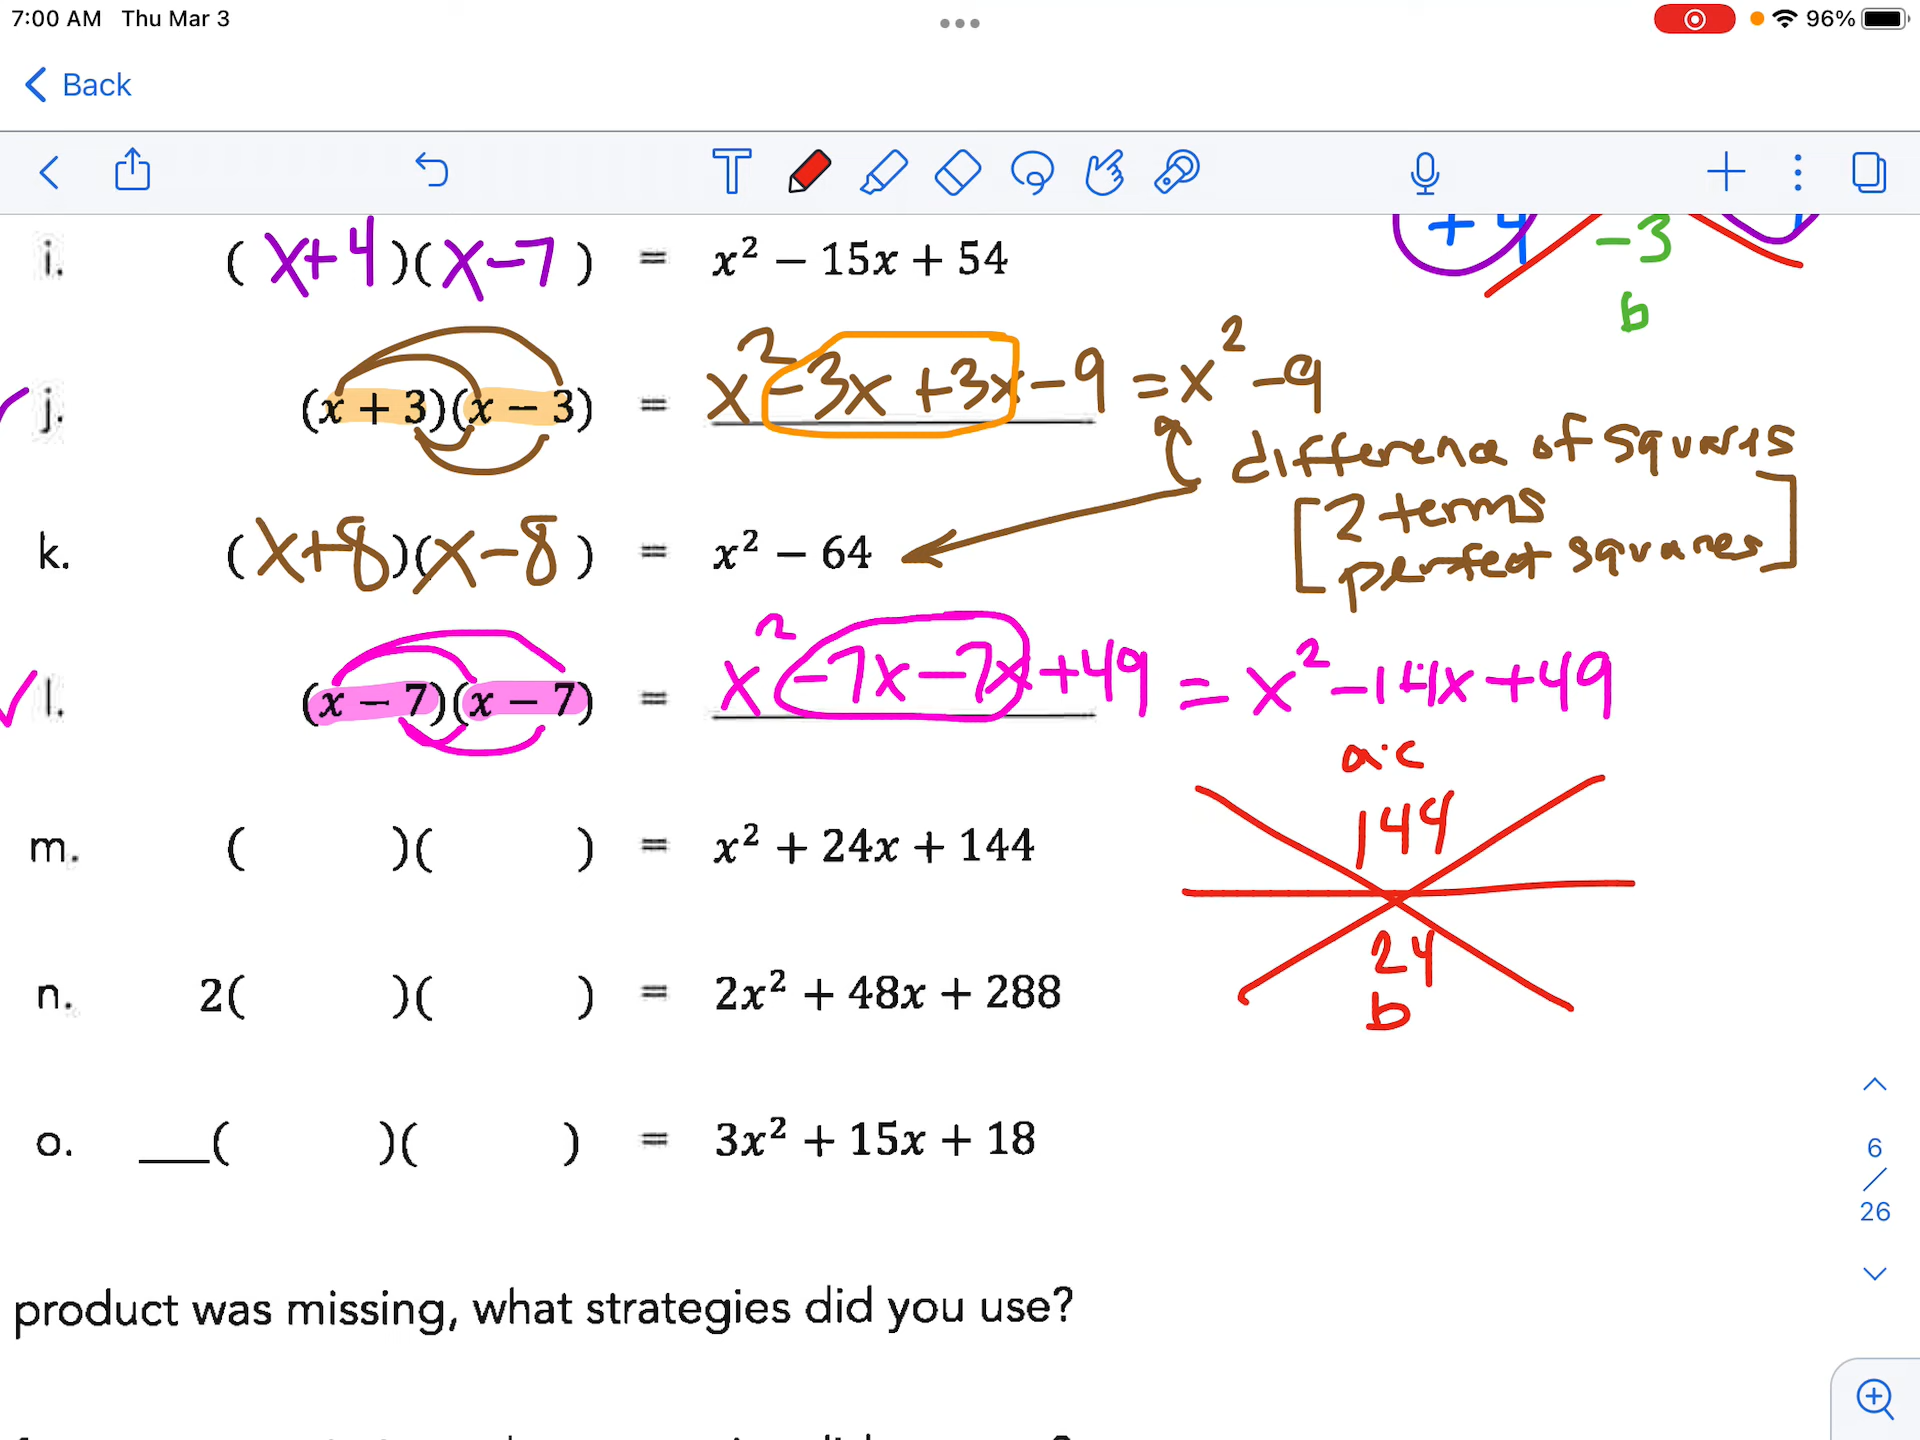 7:00 AM Thu Mar 3
96%
Back
i. ( x+4 )( x-7 ) = x² − 15x + 54
+4 -3
b
j. (x + 3)(x − 3) = x² -3x +3x -9 = x² -9
difference of squares
k. ( x+8 )( x-8 ) = x² − 64
[2 terms
perfect squares]
l. (x − 7)(x − 7) = x² -7x -7x +49 = x² -14x +49
a·c
144
m. ( )( ) = x² + 24x + 144
24
b
n. 2( )( ) = 2x² + 48x + 288
o. ___( )( ) = 3x² + 15x + 18
6
/
26
product was missing, what strategies did you use?